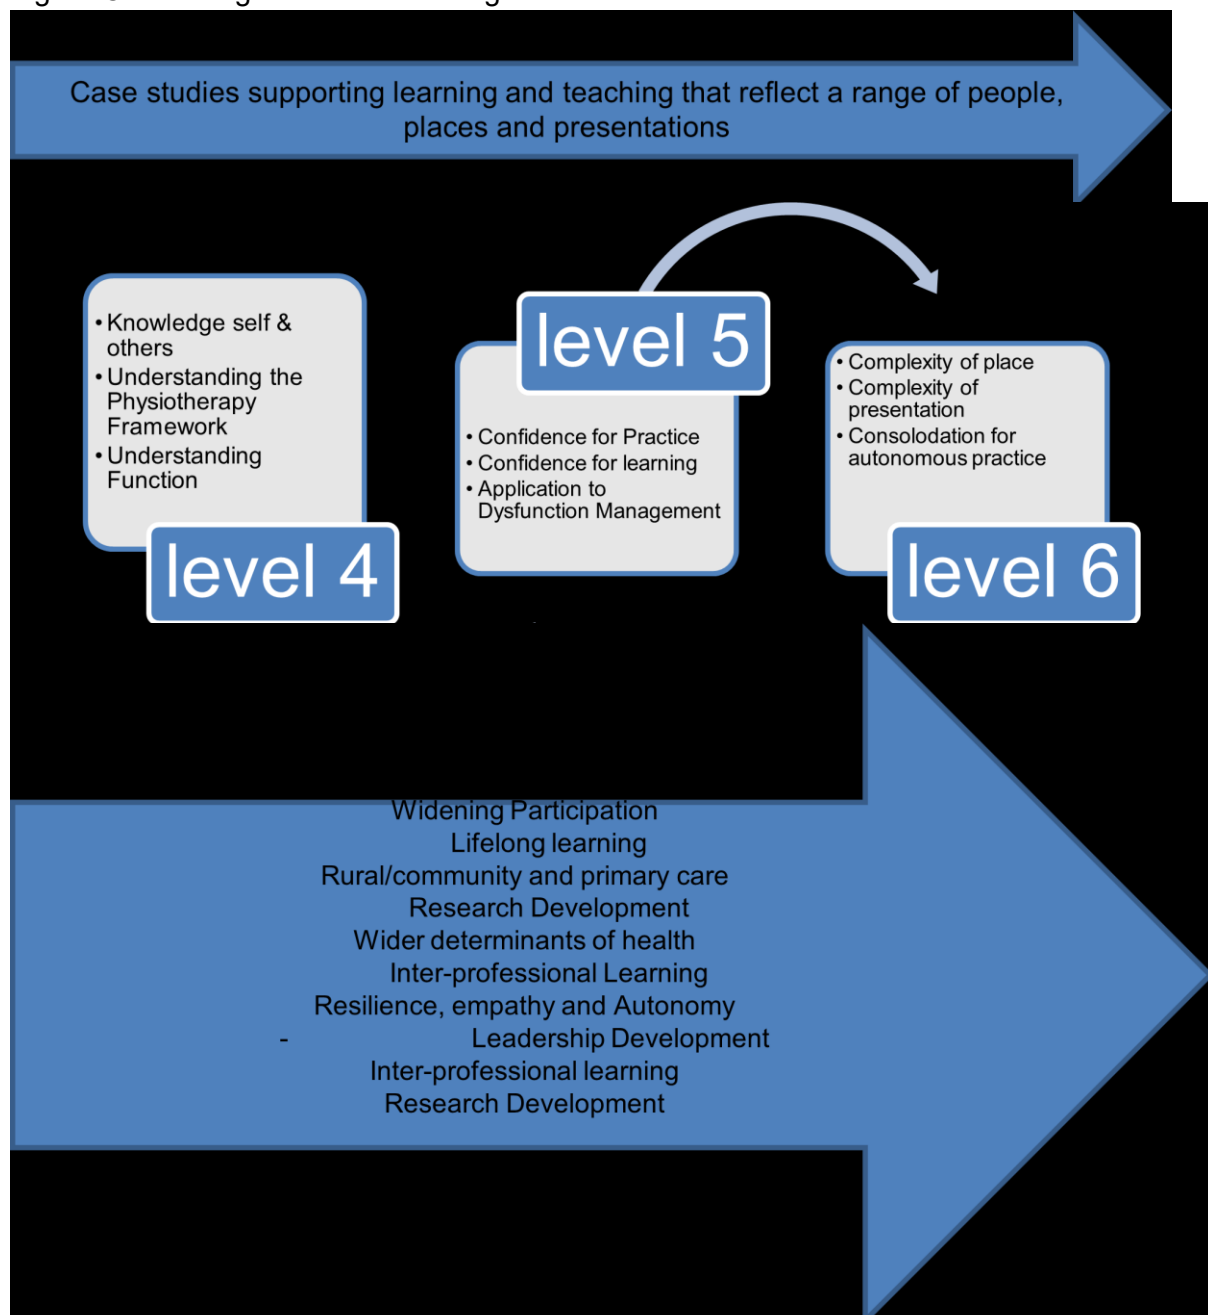 Case studies supporting learning and teaching that reflect a range of people,
places and presentations
• Knowledge self &
others
• Understanding the
Physiotherapy
Framework
• Understanding
Function
level 4
level 5
• Confidence for Practice
• Confidence for learning
• Application to
Dysfunction Management
• Complexity of place
• Complexity of
presentation
• Consolodation for
autonomous practice
level 6
Widening Participation
Lifelong learning
Rural/community and primary care
Research Development
Wider determinants of health
Inter-professional Learning
Resilience, empathy and Autonomy
- Leadership Development
Inter-professional learning
Research Development